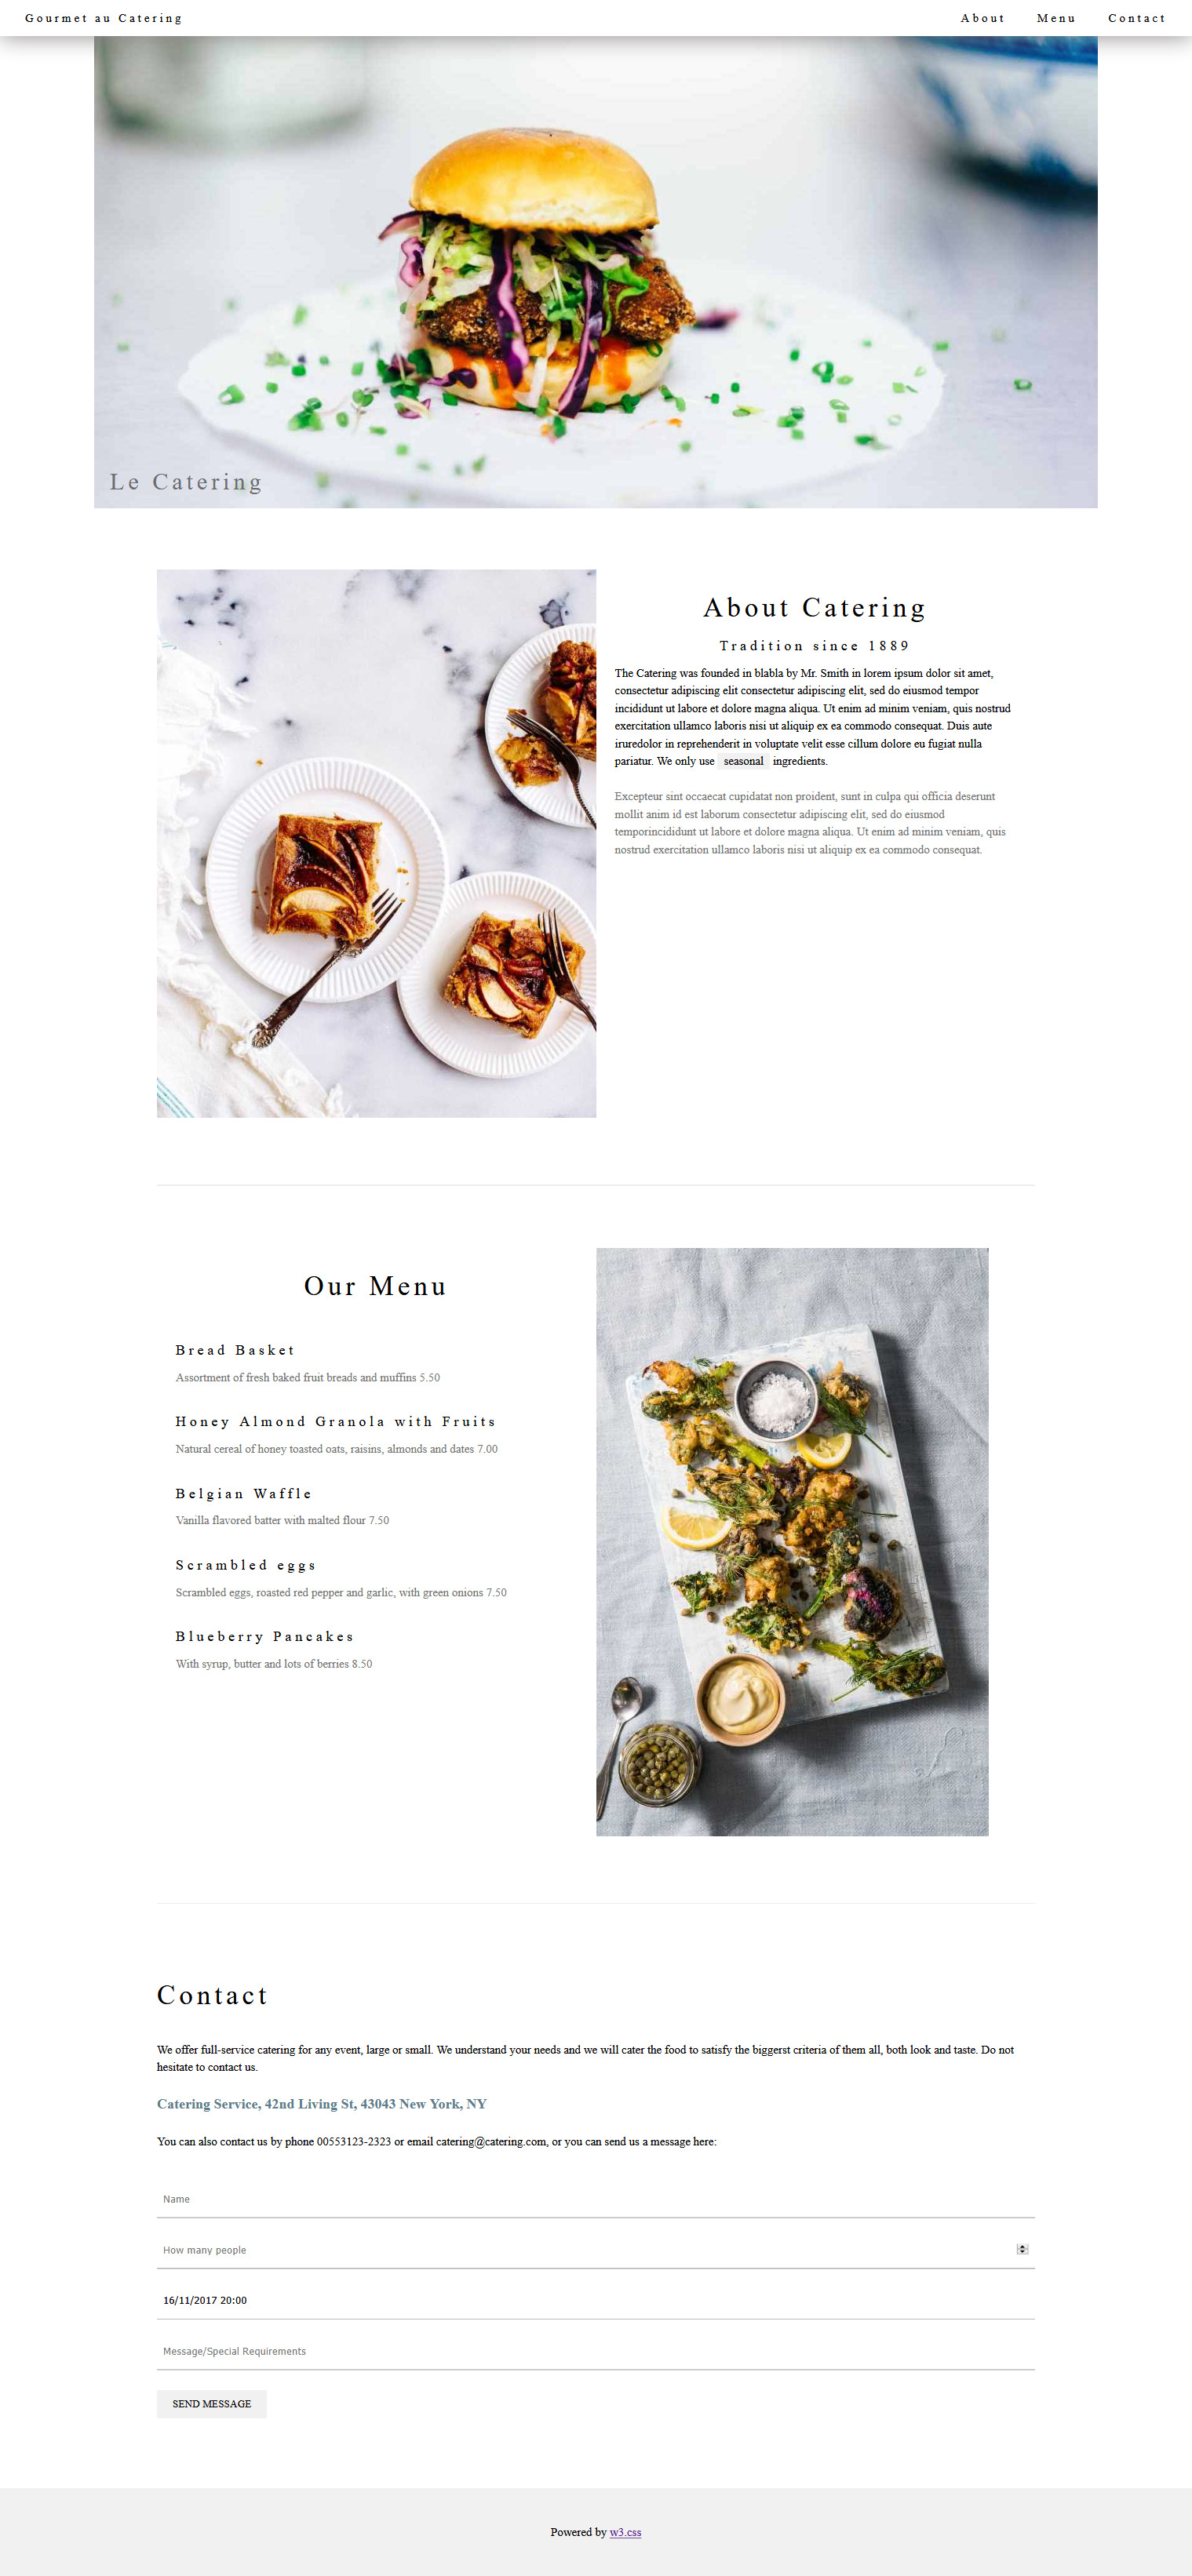 Gourmet au Catering
About Menu Contact
Le Catering
About Catering
Tradition since 1889
The Catering was founded in blabla by Mr. Smith in lorem ipsum dolor sit amet,
consectetur adipiscing elit consectetur adipiscing elit, sed do eiusmod tempor
incididunt ut labore et dolore magna aliqua. Ut enim ad minim veniam, quis nostrud
exercitation ullamco laboris nisi ut aliquip ex ea commodo consequat. Duis aute
iruredolor in reprehenderit in voluptate velit esse cillum dolore eu fugiat nulla
pariatur. We only use seasonal ingredients.
Excepteur sint occaecat cupidatat non proident, sunt in culpa qui officia deserunt
mollit anim id est laborum consectetur adipiscing elit, sed do eiusmod
temporincididunt ut labore et dolore magna aliqua. Ut enim ad minim veniam, quis
nostrud exercitation ullamco laboris nisi ut aliquip ex ea commodo consequat.
Our Menu
Bread Basket
Assortment of fresh baked fruit breads and muffins 5.50
Honey Almond Granola with Fruits
Natural cereal of honey toasted oats, raisins, almonds and dates 7.00
Belgian Waffle
Vanilla flavored batter with malted flour 7.50
Scrambled eggs
Scrambled eggs, roasted red pepper and garlic, with green onions 7.50
Blueberry Pancakes
With syrup, butter and lots of berries 8.50
Contact
We offer full-service catering for any event, large or small. We understand your needs and we will cater the food to satisfy the biggerst criteria of them all, both look and taste. Do not
hesitate to contact us.
Catering Service, 42nd Living St, 43043 New York, NY
You can also contact us by phone 00553123-2323 or email catering@catering.com, or you can send us a message here:
Name
How many people
16/11/2017 20:00
Message/Special Requirements
SEND MESSAGE
Powered by w3.css